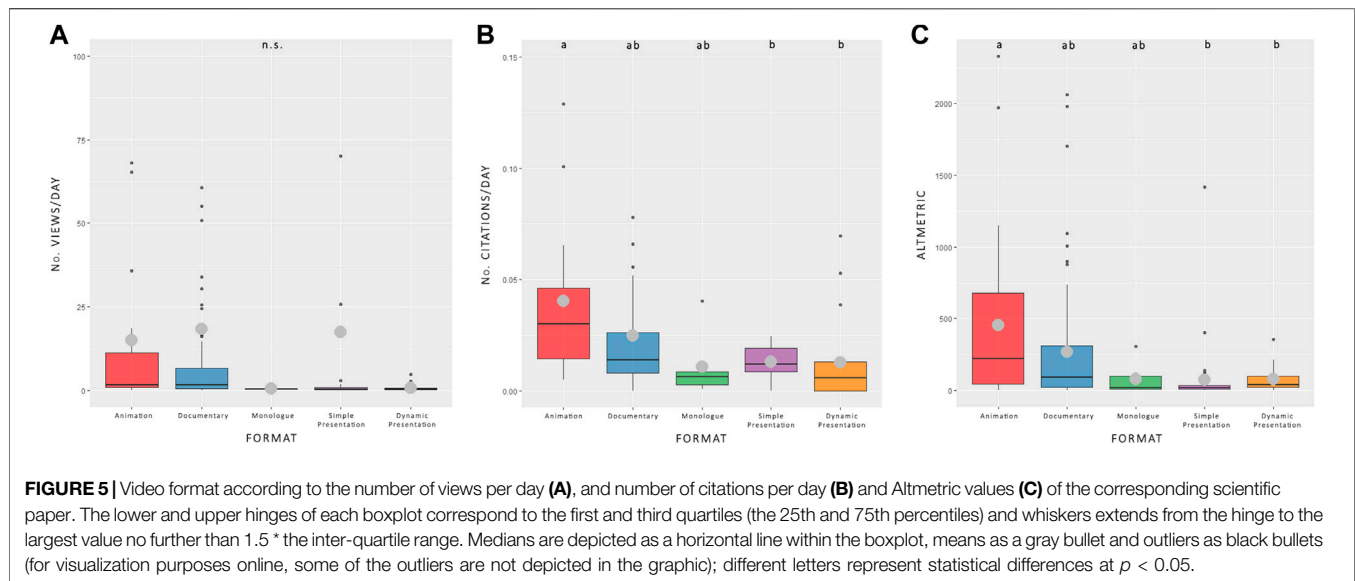 A
n.s.
100
75
50
25
0
No. VIEWS/DAY
Animation
Documentary
Monologue
Simple
Presentation
Dynamic
Presentation
FORMAT
B
a
ab
ab
b
b
0.15
0.10
0.05
0.00
No. CITATIONS/DAY
Animation
Documentary
Monologue
Simple
Presentation
Dynamic
Presentation
FORMAT
C
a
ab
ab
b
b
2000
1500
1000
500
0
ALTMETRIC
Animation
Documentary
Monologue
Simple
Presentation
Dynamic
Presentation
FORMAT
FIGURE 5 | Video format according to the number of views per day (A), and number of citations per day (B) and Altmetric values (C) of the corresponding scientific
paper. The lower and upper hinges of each boxplot correspond to the first and third quartiles (the 25th and 75th percentiles) and whiskers extends from the hinge to the
largest value no further than 1.5 * the inter-quartile range. Medians are depicted as a horizontal line within the boxplot, means as a gray bullet and outliers as black bullets
(for visualization purposes online, some of the outliers are not depicted in the graphic); different letters represent statistical differences at p < 0.05.